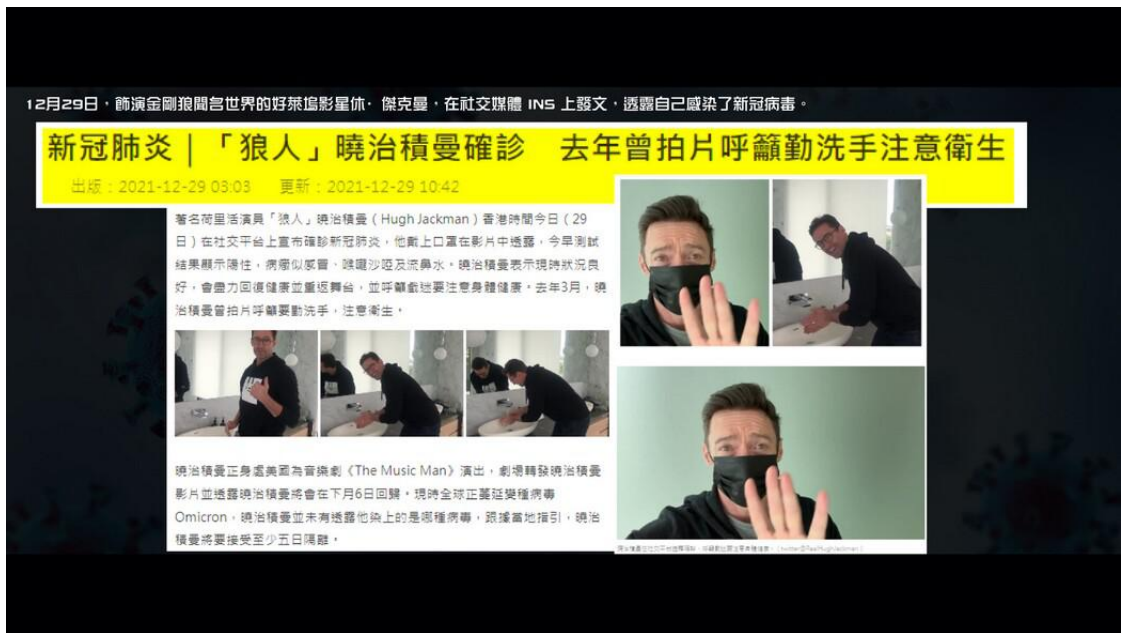 12月29日，飾演金剛狼聞名世界的好萊塢影星休·傑克曼，在社交媒體 INS 上發文，透露自己感染了新冠病毒。
新冠肺炎｜「狼人」曉治積曼確診　去年曾拍片呼籲勤洗手注意衛生
出版：2021-12-29 03:03　更新：2021-12-29 10:42
著名荷里活演員「狼人」曉治積曼（Hugh Jackman）香港時間今日（29
日）在社交平台上宣布確診新冠肺炎，他戴上口罩在影片中透露，今早測試
結果顯示陽性，病癥似感冒、喉嚨沙啞及流鼻水。曉治積曼表示現時狀況良
好，會盡力回復健康並重返舞台，並呼籲戲迷要注意身體健康。去年3月，曉
治積曼曾拍片呼籲要勤洗手，注意衛生。
曉治積曼正身處美國為音樂劇《The Music Man》演出，劇場轉發曉治積曼
影片並透露曉治積曼將會在下月6日回歸。現時全球正蔓延變種病毒
Omicron，曉治積曼並未有透露他染上的是哪種病毒，跟據當地指引，曉治
積曼將要接受至少五日隔離。
（twitter@RealHughJackman）